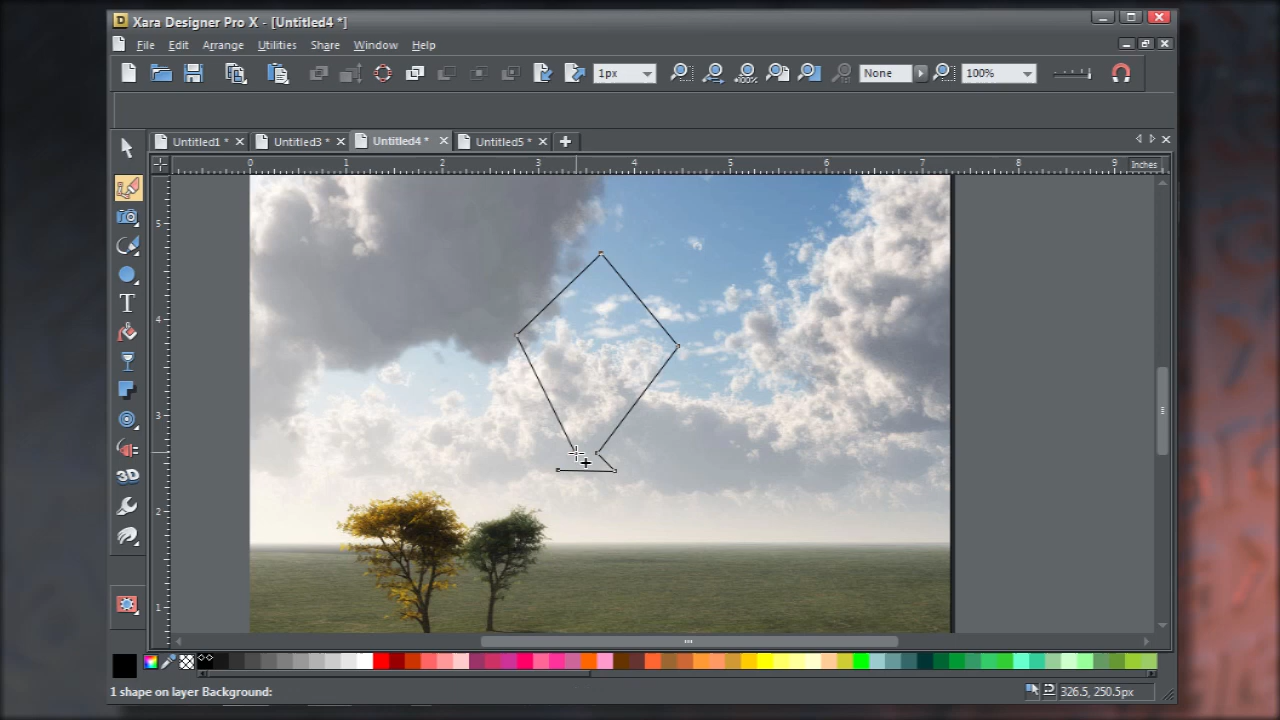 Xara Designer Pro X - [Untitled4 *]
File Edit Arrange Utilities Share Window Help
1px None 100%
Untitled1 * Untitled3 * Untitled4 * Untitled5 *
0 1 2 3 4 5 6 7 8 9 Inches
5
4
3
2
1
T
3D
1 shape on layer Background:
326.5, 250.5px